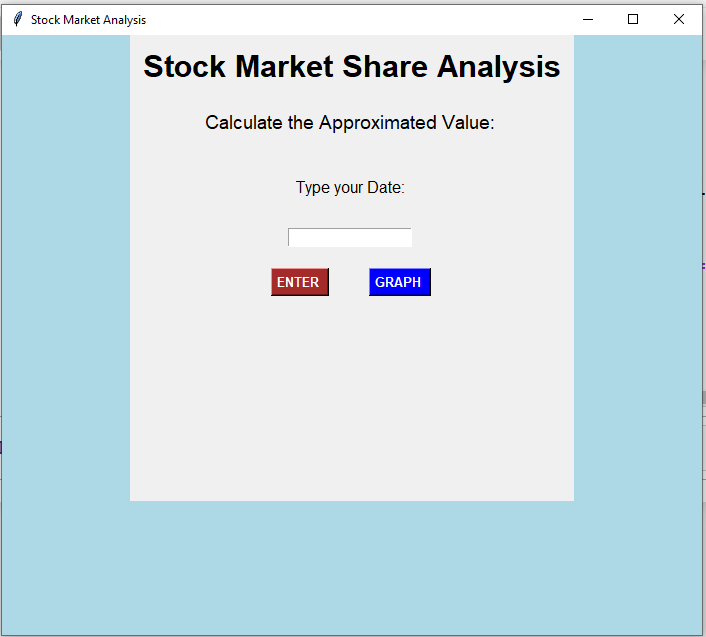 Stock Market Analysis
Stock Market Share Analysis
Calculate the Approximated Value:
Type your Date:
ENTER GRAPH